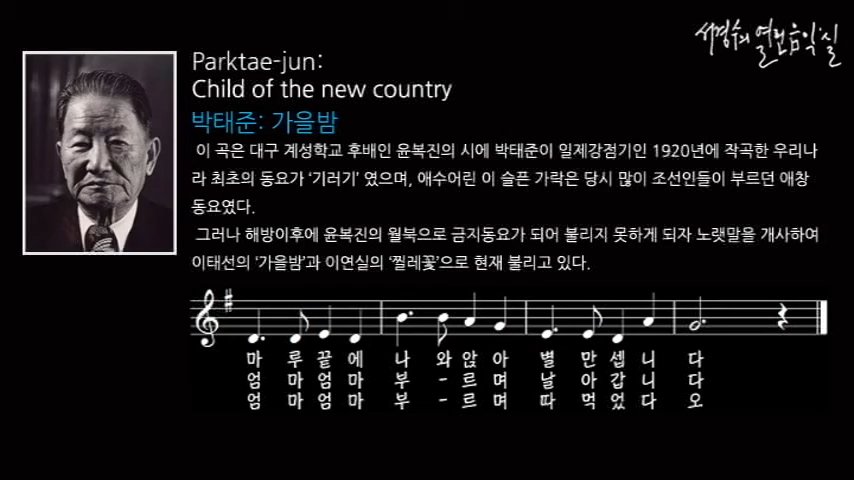 서경수의 열린음악실
Parktae-jun:
Child of the new country
박태준: 가을밤
이 곡은 대구 계성학교 후배인 윤복진의 시에 박태준이 일제강점기인 1920년에 작곡한 우리나
라 최초의 동요가 ‘기러기’ 였으며, 애수어린 이 슬픈 가락은 당시 많이 조선인들이 부르던 애창
동요였다.
그러나 해방이후에 윤복진의 월북으로 금지동요가 되어 불리지 못하게 되자 노랫말을 개사하여
이태선의 ‘가을밤’과 이연실의 ‘찔레꽃’으로 현재 불리고 있다.
마 루 끝 에 나 와 앉 아 별 만 셉 니 다
엄 마 엄 마 부 - 르 며 날 아 갑 니 다
엄 마 엄 마 부 - 르 며 따 먹 었 다 오